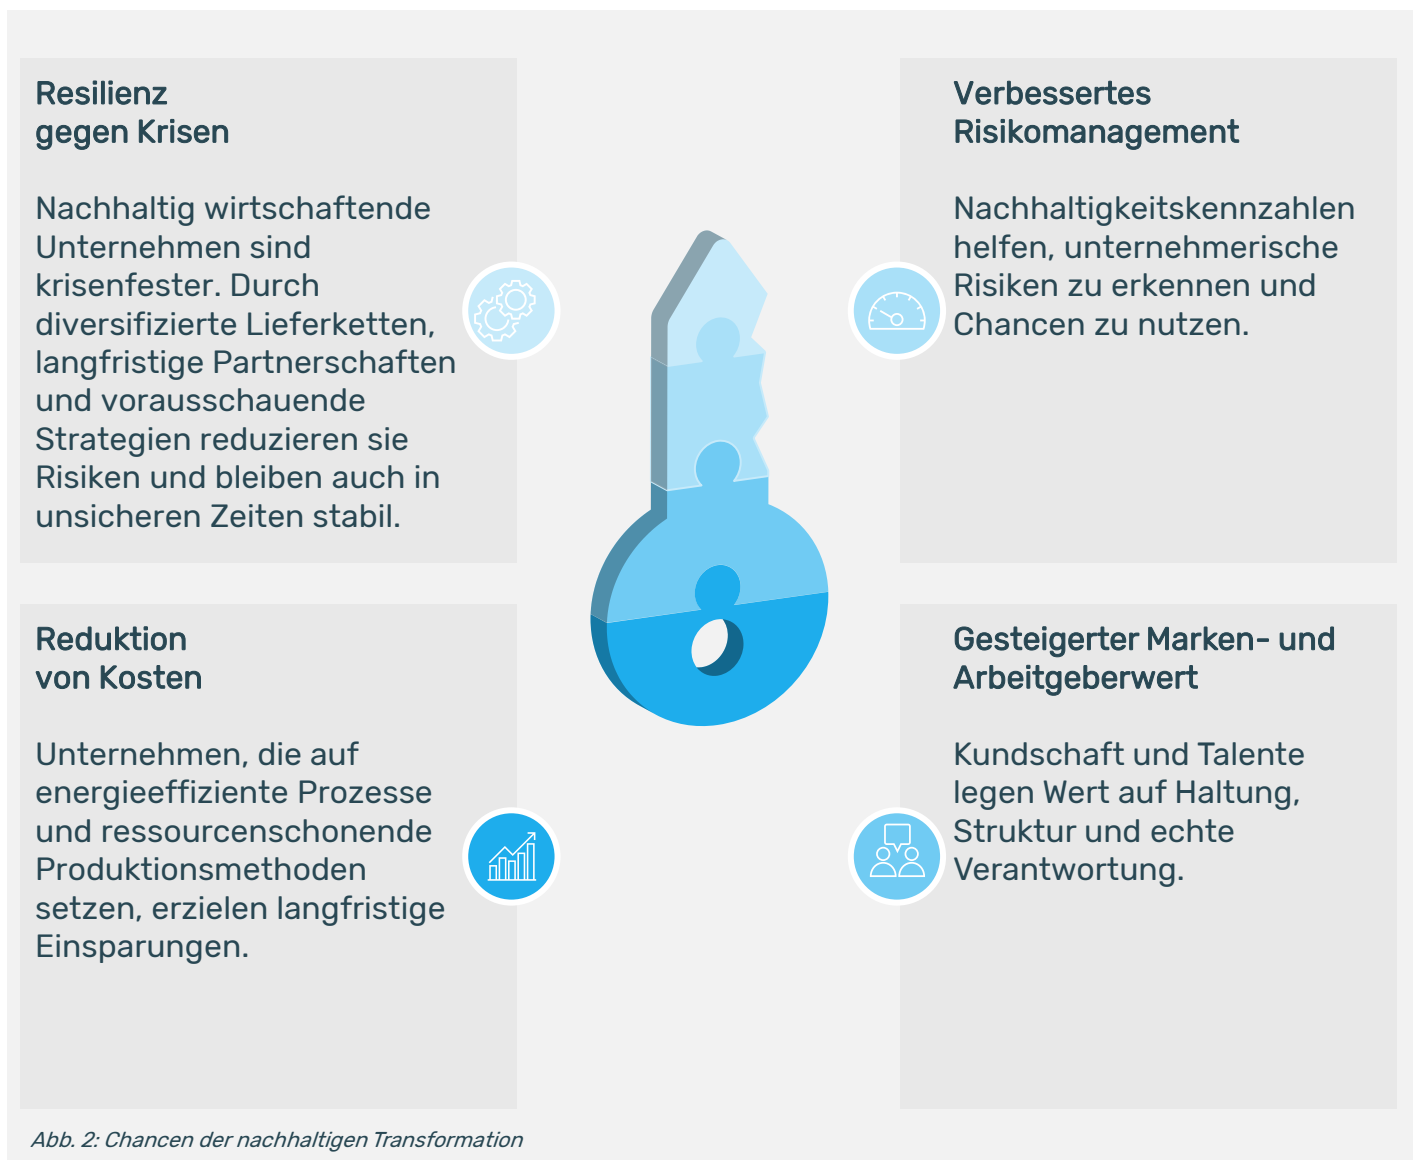 Resilienz
gegen Krisen
Nachhaltig wirtschaftende
Unternehmen sind
krisenfester. Durch
diversifizierte Lieferketten,
langfristige Partnerschaften
und vorausschauende
Strategien reduzieren sie
Risiken und bleiben auch in
unsicheren Zeiten stabil.
Verbessertes
Risikomanagement
Nachhaltigkeitskennzahlen
helfen, unternehmerische
Risiken zu erkennen und
Chancen zu nutzen.
Reduktion
von Kosten
Unternehmen, die auf
energieeffiziente Prozesse
und ressourcenschonende
Produktionsmethoden
setzen, erzielen langfristige
Einsparungen.
Gesteigerter Marken- und
Arbeitgeberwert
Kundschaft und Talente
legen Wert auf Haltung,
Struktur und echte
Verantwortung.
Abb. 2: Chancen der nachhaltigen Transformation